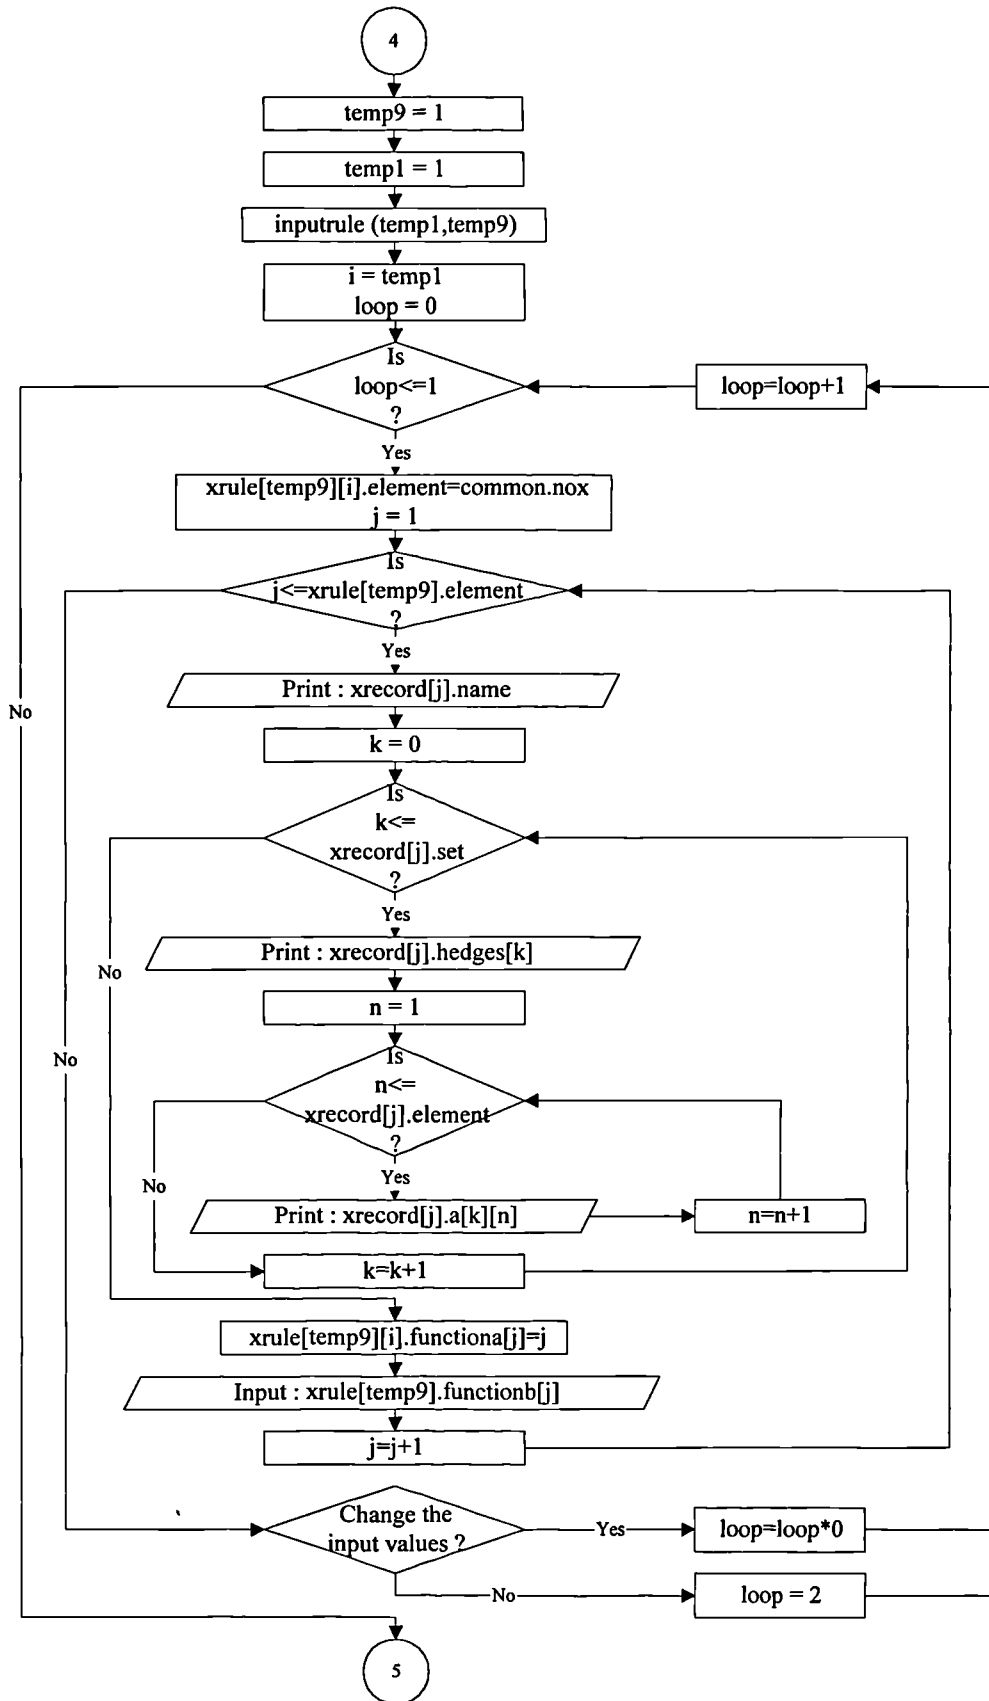 4
temp9 = 1
temp1 = 1
inputrule (temp1,temp9)
i = temp1
loop = 0
Is
loop<=1
?
loop=loop+1
Yes
xrule[temp9][i].element=common.nox
j = 1
Is
j<=xrule[temp9].element
?
Yes
Print : xrecord[j].name
No
k = 0
Is
k<=
xrecord[j].set
?
Yes
Print : xrecord[j].hedges[k]
No
n = 1
Is
n<=
xrecord[j].element
?
No
Yes
No
Print : xrecord[j].a[k][n]
n=n+1
k=k+1
xrule[temp9][i].functiona[j]=j
Input : xrule[temp9].functionb[j]
j=j+1
Change the
input values ?
Yes
loop=loop*0
No
loop = 2
5